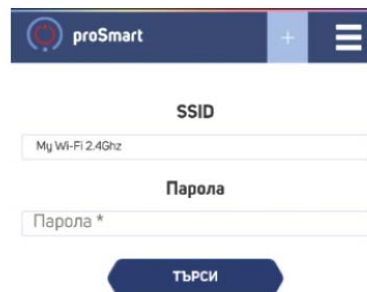 proSmart
+
SSID
My Wi-Fi 2.4Ghz
Парола
Парола *
ТЪРСИ